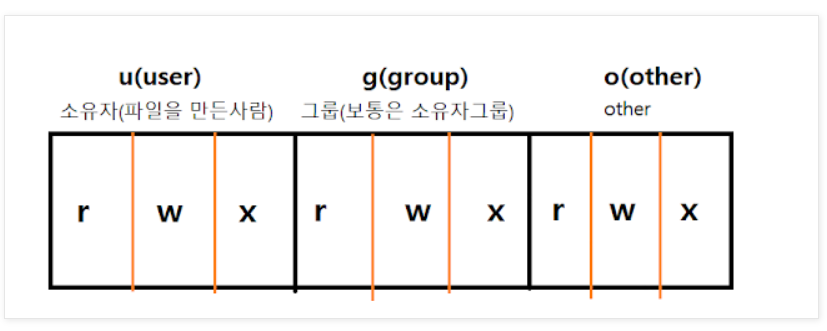 u(user) g(group) o(other)
소유자(파일을 만든사람) 그룹(보통은 소유자그룹) other
r w x r w x r w x